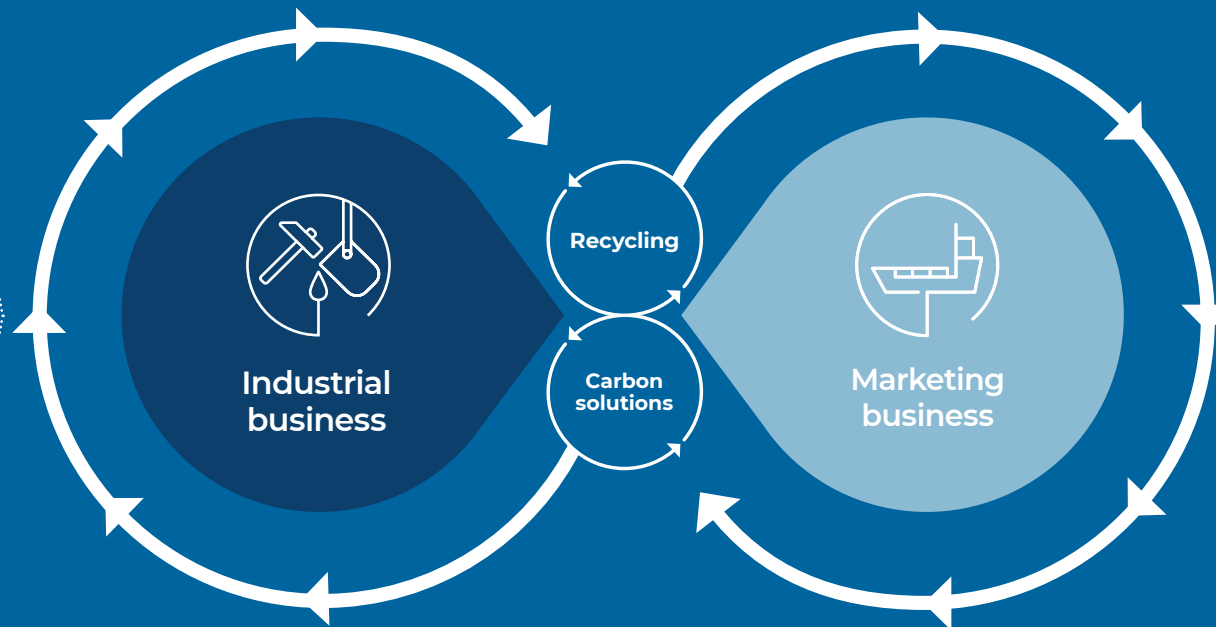 Industrial
business
Recycling
Carbon
solutions
Marketing
business